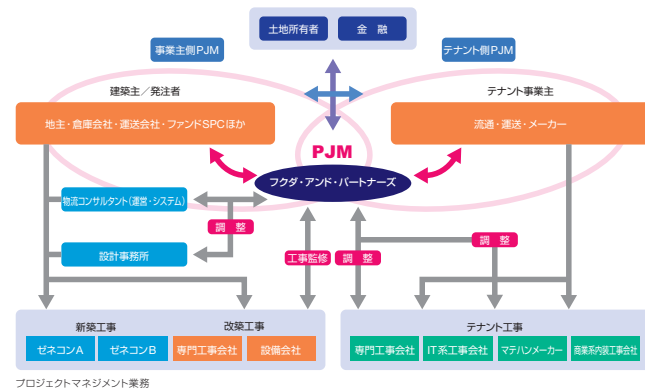 土地所有者
金融
事業主側PJM
テナント側PJM
建築主／発注者
テナント事業主
地主・倉庫会社・運送会社・ファンドSPCほか
流通・運送・メーカー
PJM
フクダ・アンド・パートナーズ
物流コンサルタント(運営・システム)
調整
設計事務所
調整
工事監修
調整
新築工事
改築工事
テナント工事
ゼネコンA
ゼネコンB
専門工事会社
設備会社
専門工事会社
IT系工事会社
マテハンメーカー
商業系内装工事会社
プロジェクトマネジメント業務